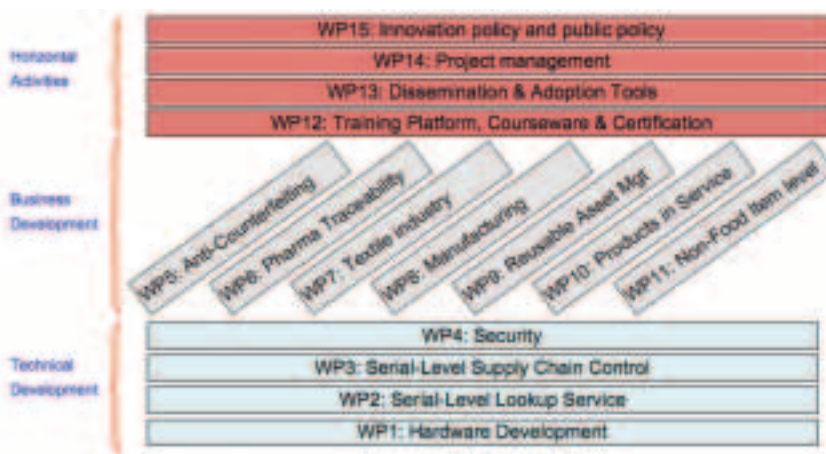 Horizontal
Activities
WP15: Innovation policy and public policy
WP14: Project management
WP13: Dissemination & Adoption Tools
WP12: Training Platform, Courseware & Certification
Business
Development
WP5: Anti-Counterfeiting
WP6: Pharma Traceability
WP7: Textile industry
WP8: Manufacturing
WP9: Reusable Asset Mgt
WP10: Products in Service
WP11: Non-Food Item level
Technical
Development
WP4: Security
WP3: Serial-Level Supply Chain Control
WP2: Serial-Level Lookup Service
WP1: Hardware Development